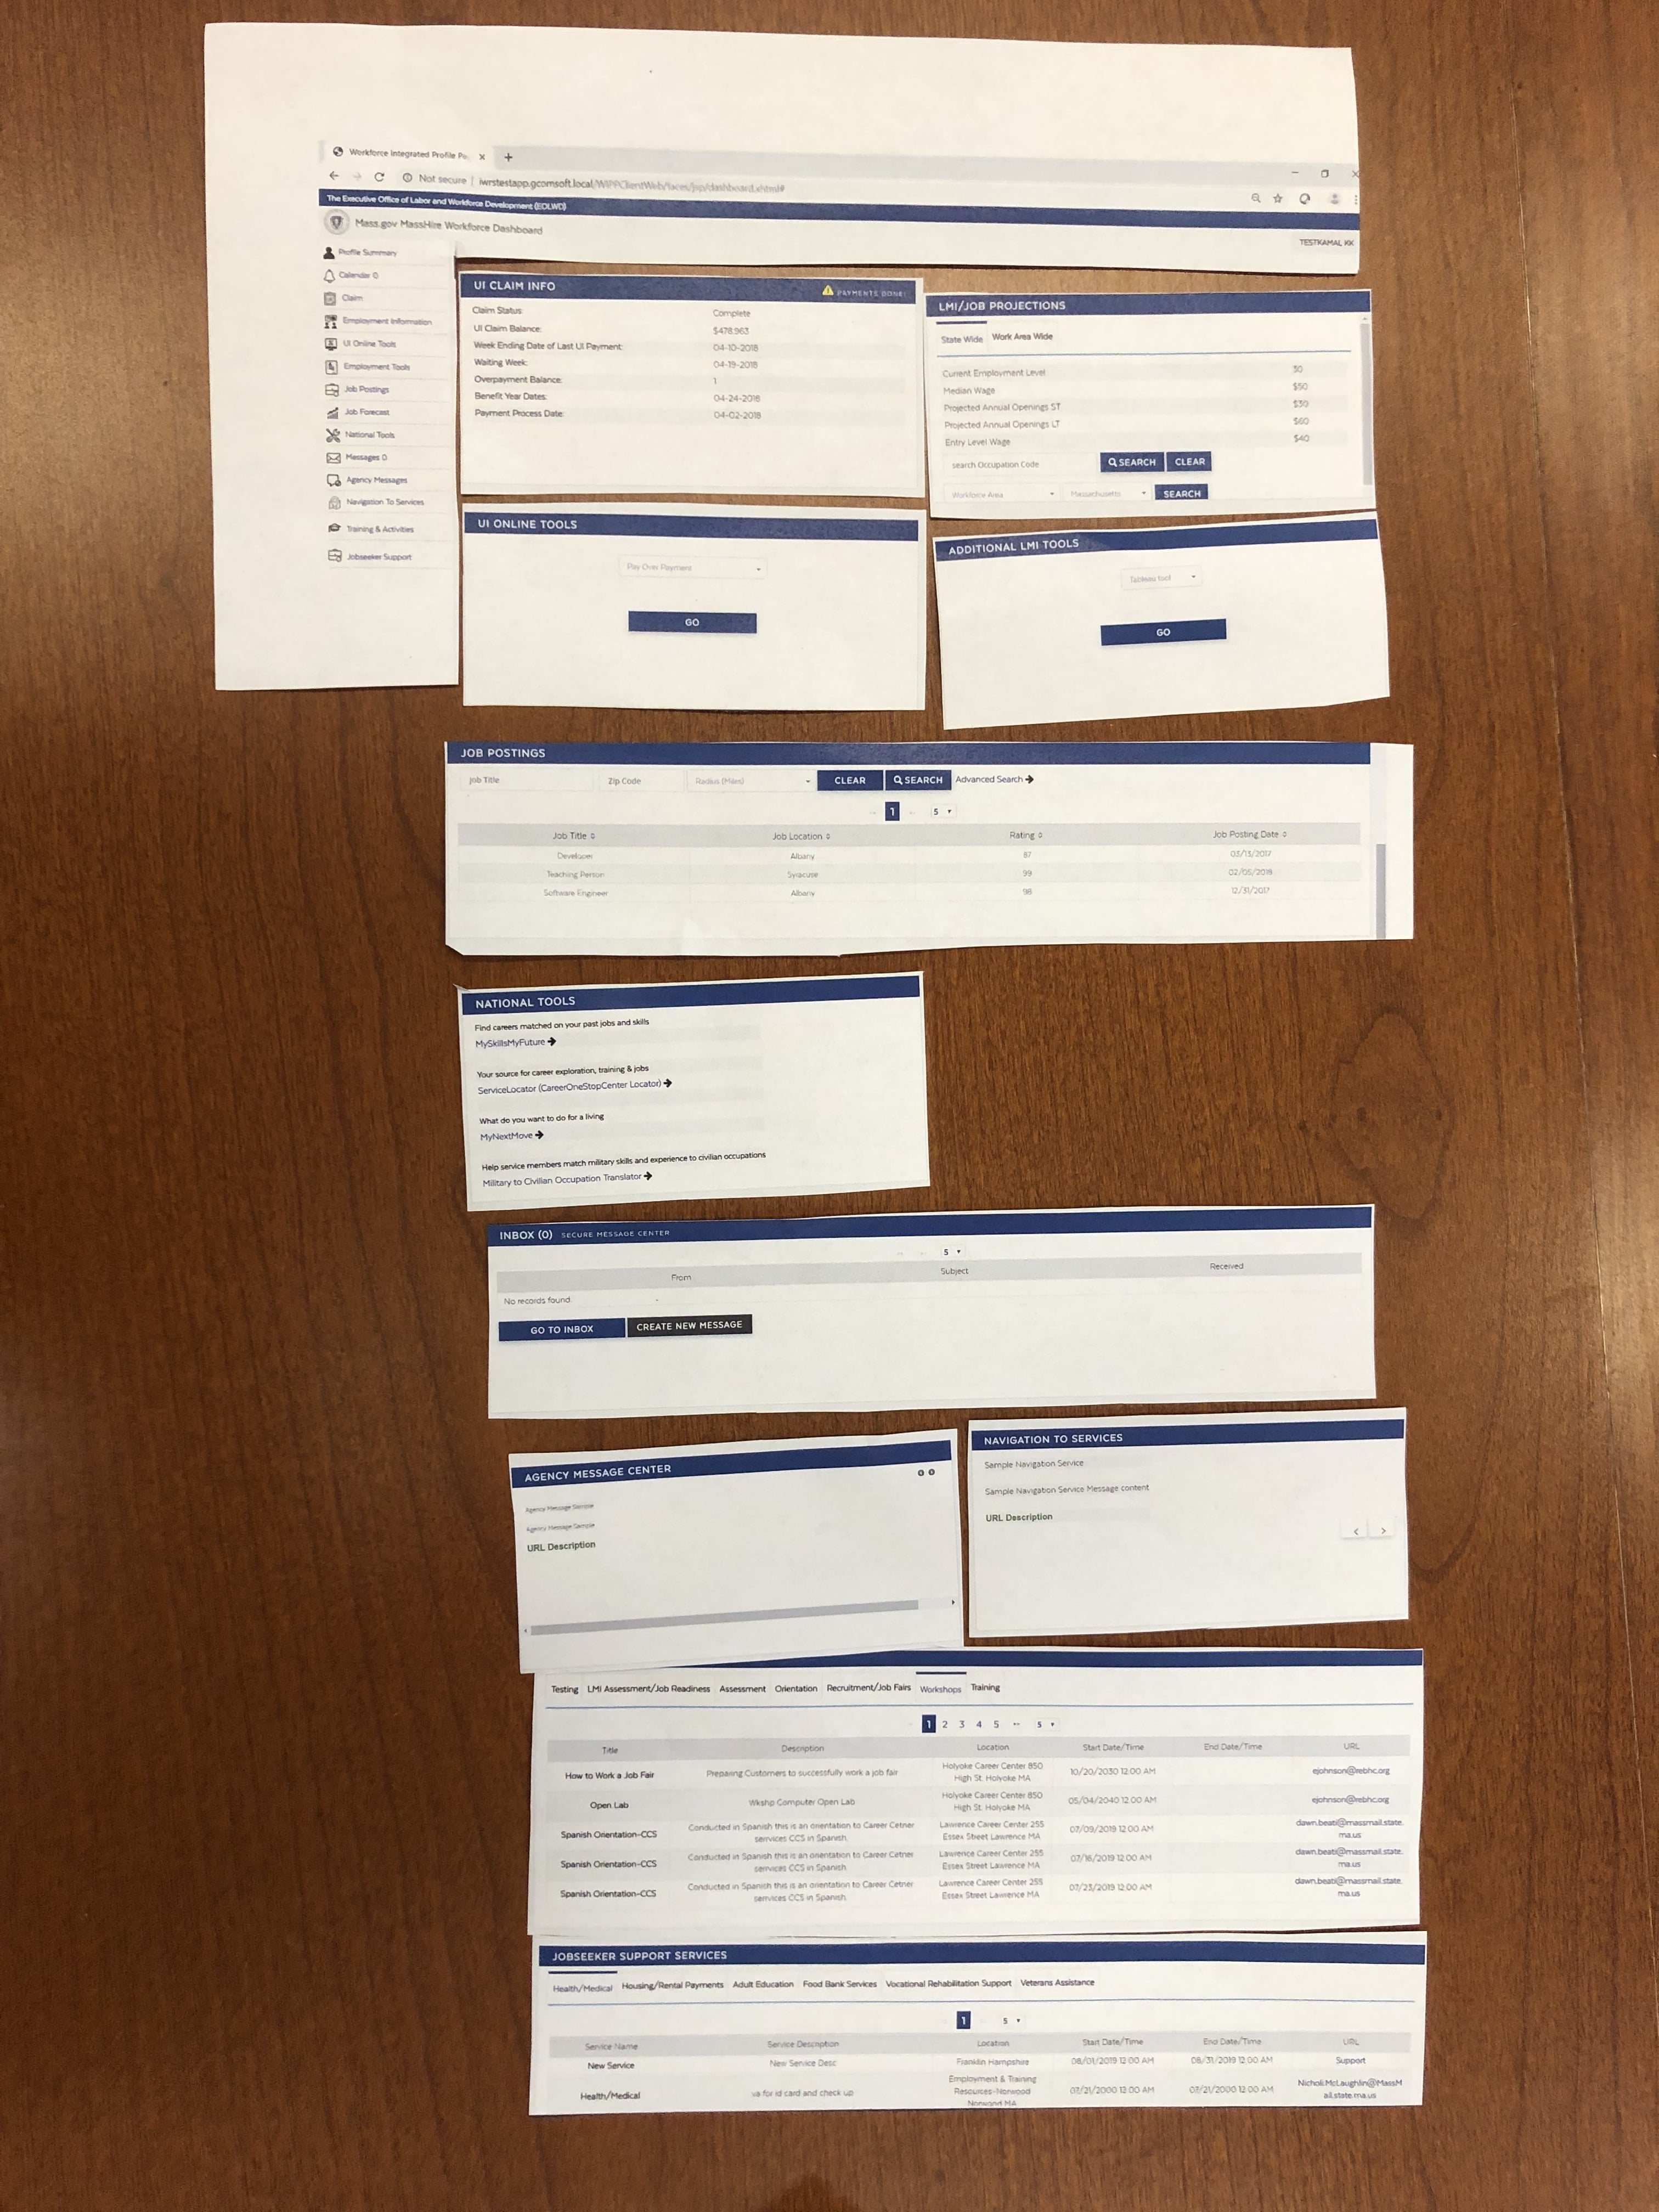 Workforce Integrated Profile Po
Not secure | iwrstestapp.gcomsoft.local/WIPPClientWeb/faces/jsp/dashboard.xhtml#
The Executive Office of Labor and Workforce Development (EOLWD)
Mass.gov MassHire Workforce Dashboard
TESTKAMAL KK
Profile Summary
Calendar 0
Claim
Employment Information
UI Online Tools
Employment Tools
Job Postings
Job Forecast
National Tools
Messages 0
Agency Messages
Navigation To Services
Training & Activities
Jobseeker Support
UI CLAIM INFO PAYMENTS DONE!
Claim Status: Complete
UI Claim Balance: $478.963
Week Ending Date of Last UI Payment: 04-10-2018
Waiting Week: 04-19-2018
Overpayment Balance: 1
Benefit Year Dates: 04-24-2018
Payment Process Date: 04-02-2018
LMI/JOB PROJECTIONS
State Wide Work Area Wide
Current Employment Level 30
Median Wage $50
Projected Annual Openings ST $30
Projected Annual Openings LT $60
Entry Level Wage $40
search Occupation Code SEARCH CLEAR
Workforce Area Massachusetts SEARCH
UI ONLINE TOOLS
Pay Over Payment
GO
ADDITIONAL LMI TOOLS
Tableau tool
GO
JOB POSTINGS
Job Title Zip Code Radius (Miles) CLEAR SEARCH Advanced Search
1 5
Job Title Job Location Rating Job Posting Date
Developer Albany 87 03/13/2017
Teaching Person Syracuse 99 02/05/2018
Software Engineer Albany 98 12/31/2017
NATIONAL TOOLS
Find careers matched on your past jobs and skills
MySkillsMyFuture
Your source for career exploration, training & jobs
ServiceLocator (CareerOneStopCenter Locator)
What do you want to do for a living
MyNextMove
Help service members match military skills and experience to civilian occupations
Military to Civilian Occupation Translator
INBOX (0) SECURE MESSAGE CENTER
5
From Subject Received
No records found.
GO TO INBOX CREATE NEW MESSAGE
AGENCY MESSAGE CENTER
Agency Message Sample
Agency Message Sample
URL Description
NAVIGATION TO SERVICES
Sample Navigation Service
Sample Navigation Service Message content
URL Description
Testing LMI Assessment/Job Readiness Assessment Orientation Recruitment/Job Fairs Workshops Training
1 2 3 4 5 5
Title Description Location Start Date/Time End Date/Time URL
How to Work a Job Fair Preparing Customers to successfully work a job fair Holyoke Career Center 850 High St. Holyoke MA 10/20/2030 12:00 AM ejohnson@rebhc.org
Open Lab Wkshp Computer Open Lab Holyoke Career Center 850 High St. Holyoke MA 05/04/2040 12:00 AM ejohnson@rebhc.org
Spanish Orientation-CCS Conducted in Spanish this is an orientation to Career Cetner serrvices CCS in Spanish. Lawrence Career Center 255 Essex Street Lawrence MA 07/09/2019 12:00 AM dawn.beati@massmail.state.ma.us
Spanish Orientation-CCS Conducted in Spanish this is an orientation to Career Cetner serrvices CCS in Spanish. Lawrence Career Center 255 Essex Street Lawrence MA 07/16/2019 12:00 AM dawn.beati@massmail.state.ma.us
Spanish Orientation-CCS Conducted in Spanish this is an orientation to Career Cetner serrvices CCS in Spanish. Lawrence Career Center 255 Essex Street Lawrence MA 07/23/2019 12:00 AM dawn.beati@massmail.state.ma.us
JOBSEEKER SUPPORT SERVICES
Health/Medical Housing/Rental Payments Adult Education Food Bank Services Vocational Rehabilitation Support Veterans Assistance
1 5
Service Name Service Description Location Start Date/Time End Date/Time URL
New Service New Service Desc Franklin Hampshire 08/01/2019 12:00 AM 08/31/2019 12:00 AM Support
Health/Medical va for id card and check up Employment & Training Resources-Norwood Norwood MA 07/21/2000 12:00 AM 07/21/2000 12:00 AM Nichol.McLaughlin@MassMail.state.ma.us